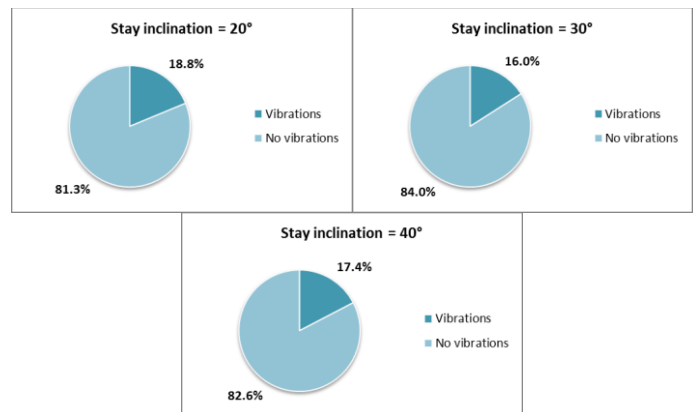 Stay inclination = 20°
18.8%
Vibrations
No vibrations
81.3%
Stay inclination = 30°
16.0%
Vibrations
No vibrations
84.0%
Stay inclination = 40°
17.4%
Vibrations
No vibrations
82.6%